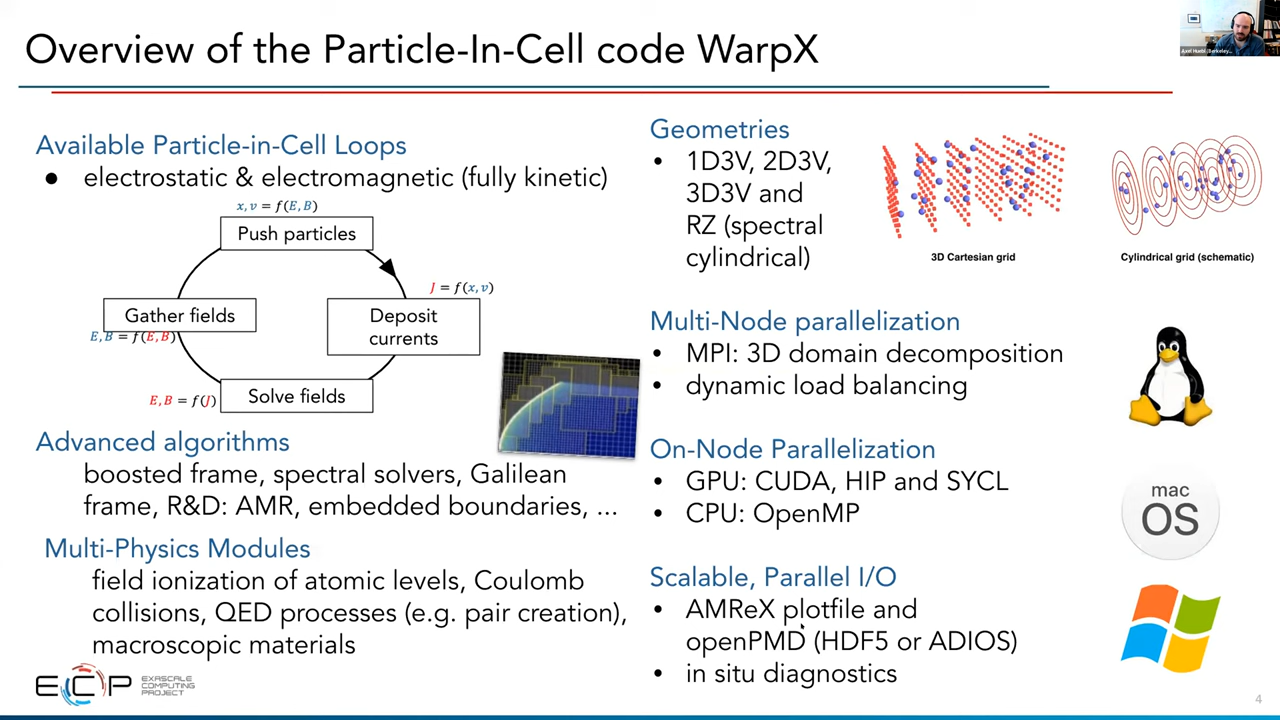 Overview of the Particle-In-Cell code WarpX
Available Particle-in-Cell Loops
● electrostatic & electromagnetic (fully kinetic)
x, v = f(E, B)
Push particles
J = f(x, v)
Gather fields
Deposit
currents
E, B = f(E, B)
E, B = f(J)
Solve fields
Advanced algorithms
boosted frame, spectral solvers, Galilean
frame, R&D: AMR, embedded boundaries, ...
Multi-Physics Modules
field ionization of atomic levels, Coulomb
collisions, QED processes (e.g. pair creation),
macroscopic materials
ECP
EXASCALE
COMPUTING
PROJECT
Geometries
• 1D3V, 2D3V,
3D3V and
RZ (spectral
cylindrical)
3D Cartesian grid
Cylindrical grid (schematic)
Multi-Node parallelization
• MPI: 3D domain decomposition
• dynamic load balancing
On-Node Parallelization
• GPU: CUDA, HIP and SYCL
• CPU: OpenMP
mac
OS
Scalable, Parallel I/O
• AMReX plotfile and
openPMD (HDF5 or ADIOS)
• in situ diagnostics
4